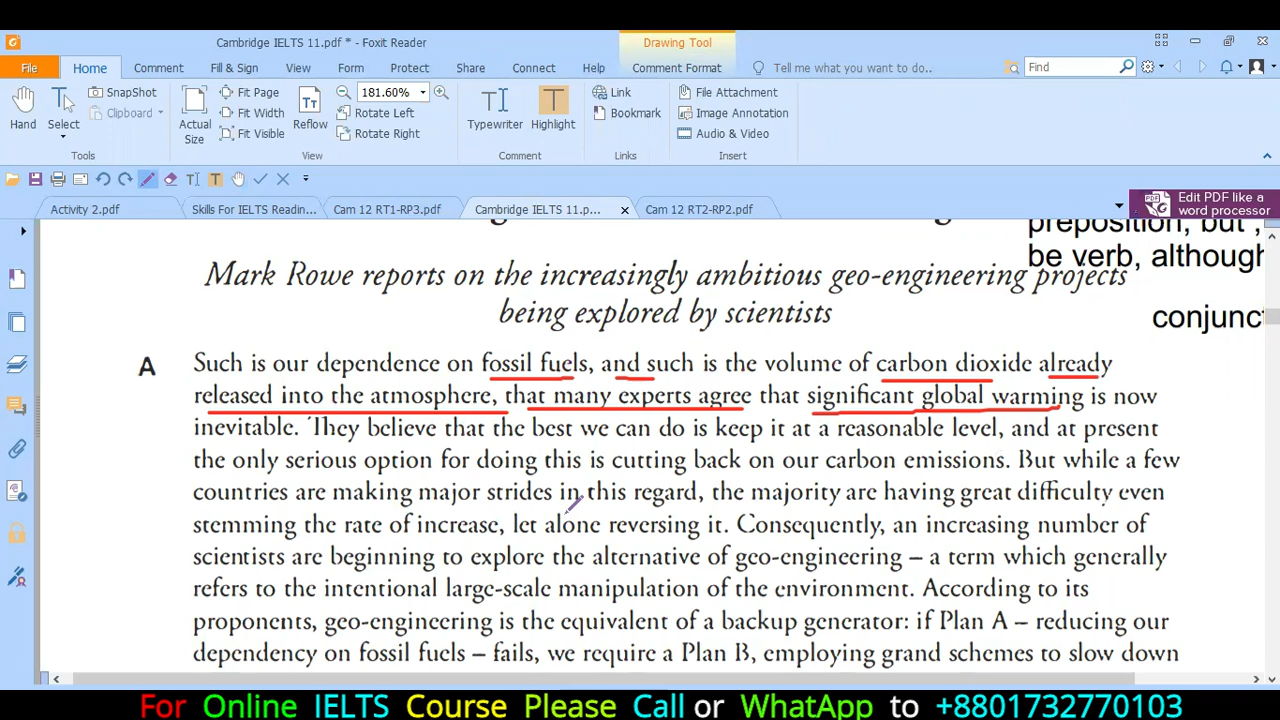 Cambridge IELTS 11.pdf * - Foxit Reader
Drawing Tool
File
Home
Comment
Fill & Sign
View
Form
Protect
Share
Connect
Help
Comment Format
Tell me what you want to do..
Find
Hand
Select
SnapShot
Clipboard
Actual Size
Fit Page
Fit Width
Fit Visible
Reflow
181.60%
Rotate Left
Rotate Right
Typewriter
Highlight
Link
Bookmark
File Attachment
Image Annotation
Audio & Video
Tools
View
Comment
Links
Insert
Activity 2.pdf
Skills For IELTS Readin...
Cam 12 RT1-RP3.pdf
Cambridge IELTS 11.p...
Cam 12 RT2-RP2.pdf
Edit PDF like a
word processor
preposition, but ,
be verb, although
conjunct
Mark Rowe reports on the increasingly ambitious geo-engineering projects
being explored by scientists
A Such is our dependence on fossil fuels, and such is the volume of carbon dioxide already
released into the atmosphere, that many experts agree that significant global warming is now
inevitable. They believe that the best we can do is keep it at a reasonable level, and at present
the only serious option for doing this is cutting back on our carbon emissions. But while a few
countries are making major strides in this regard, the majority are having great difficulty even
stemming the rate of increase, let alone reversing it. Consequently, an increasing number of
scientists are beginning to explore the alternative of geo-engineering – a term which generally
refers to the intentional large-scale manipulation of the environment. According to its
proponents, geo-engineering is the equivalent of a backup generator: if Plan A – reducing our
dependency on fossil fuels – fails, we require a Plan B, employing grand schemes to slow down
For Online IELTS Course Please Call or WhatApp to +8801732770103